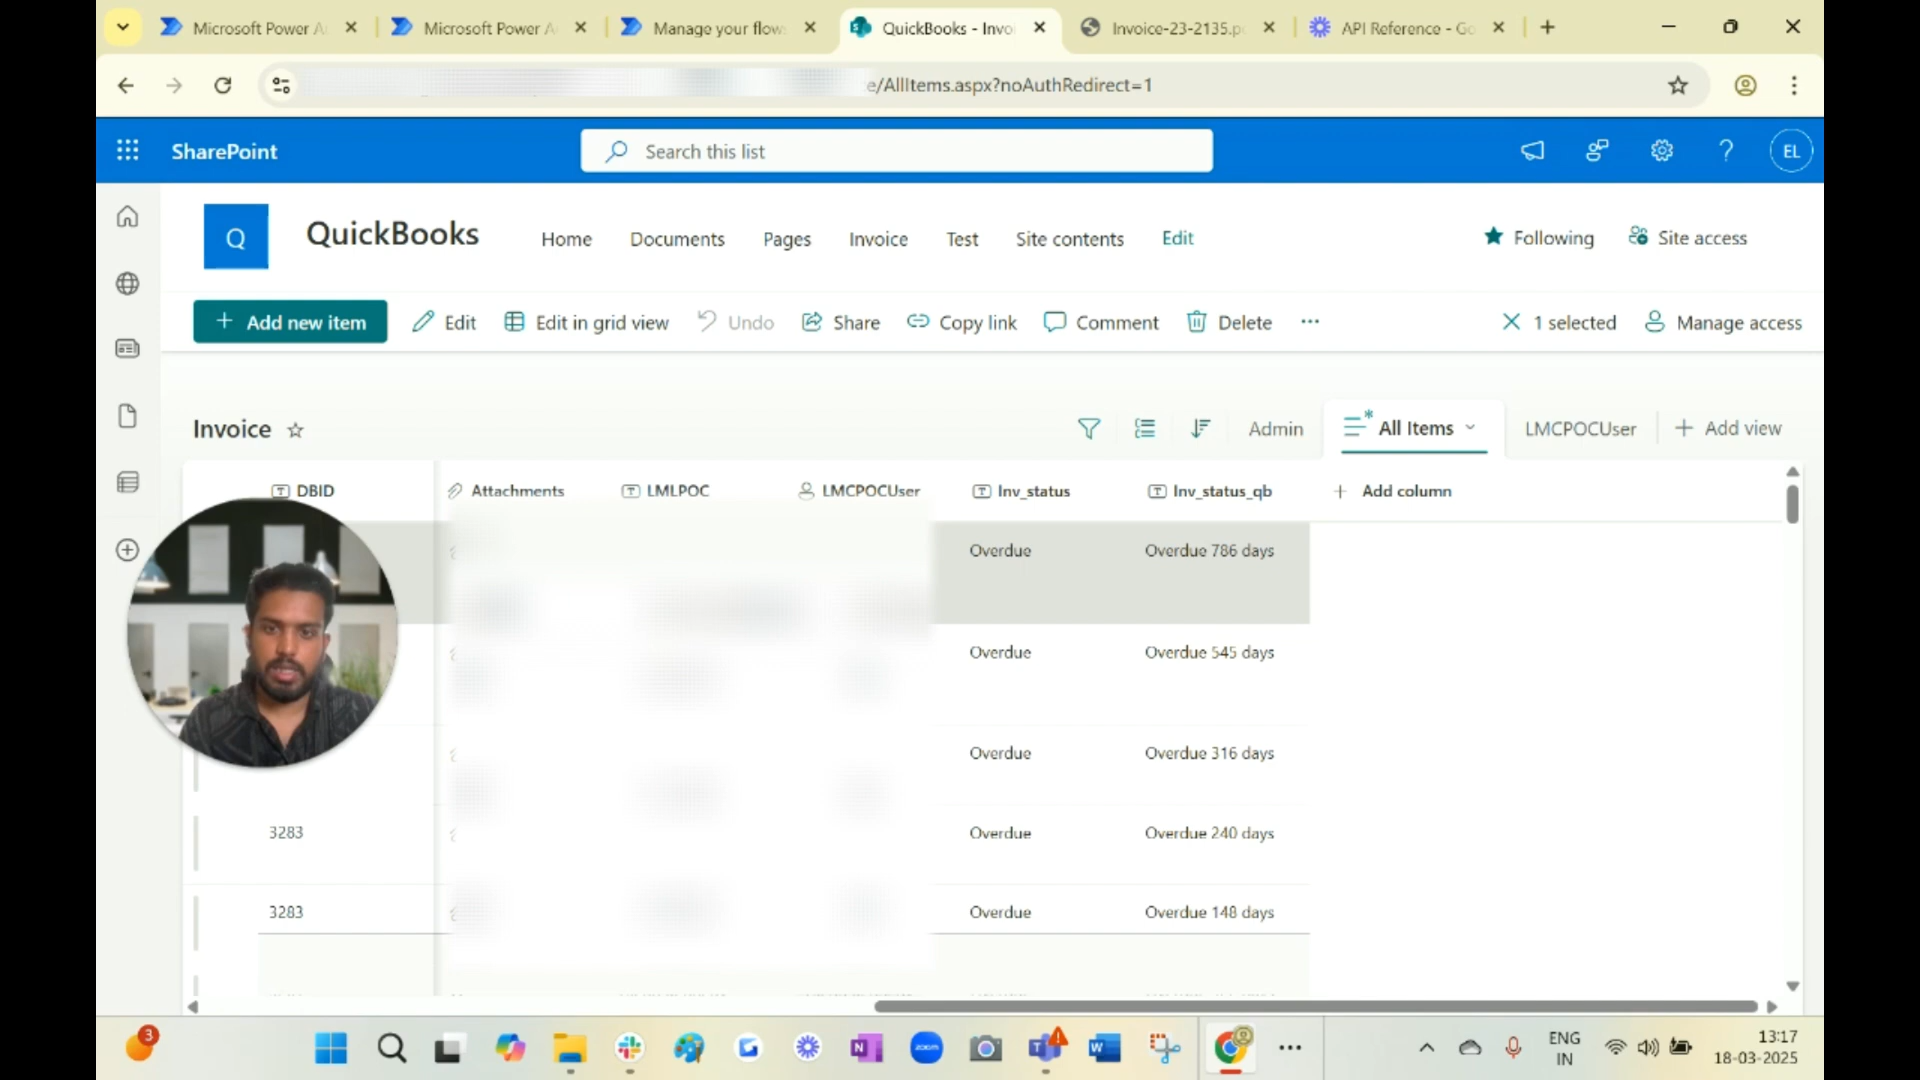 Microsoft Power A
Microsoft Power A
Manage your flow
QuickBooks - Invo
Invoice-23-2135.p
API Reference - Go
e/AllItems.aspx?noAuthRedirect=1
SharePoint
Search this list
EL
Q
QuickBooks
Home
Documents
Pages
Invoice
Test
Site contents
Edit
Following
Site access
Add new item
Edit
Edit in grid view
Undo
Share
Copy link
Comment
Delete
1 selected
Manage access
Invoice
Admin
All Items
LMCPOCUser
Add view
DBID
Attachments
LMLPOC
LMCPOCUser
Inv_status
Inv_status_qb
Add column
Overdue
Overdue 786 days
Overdue
Overdue 545 days
Overdue
Overdue 316 days
3283
Overdue
Overdue 240 days
3283
Overdue
Overdue 148 days
3
zoom
ENG
IN
13:17
18-03-2025